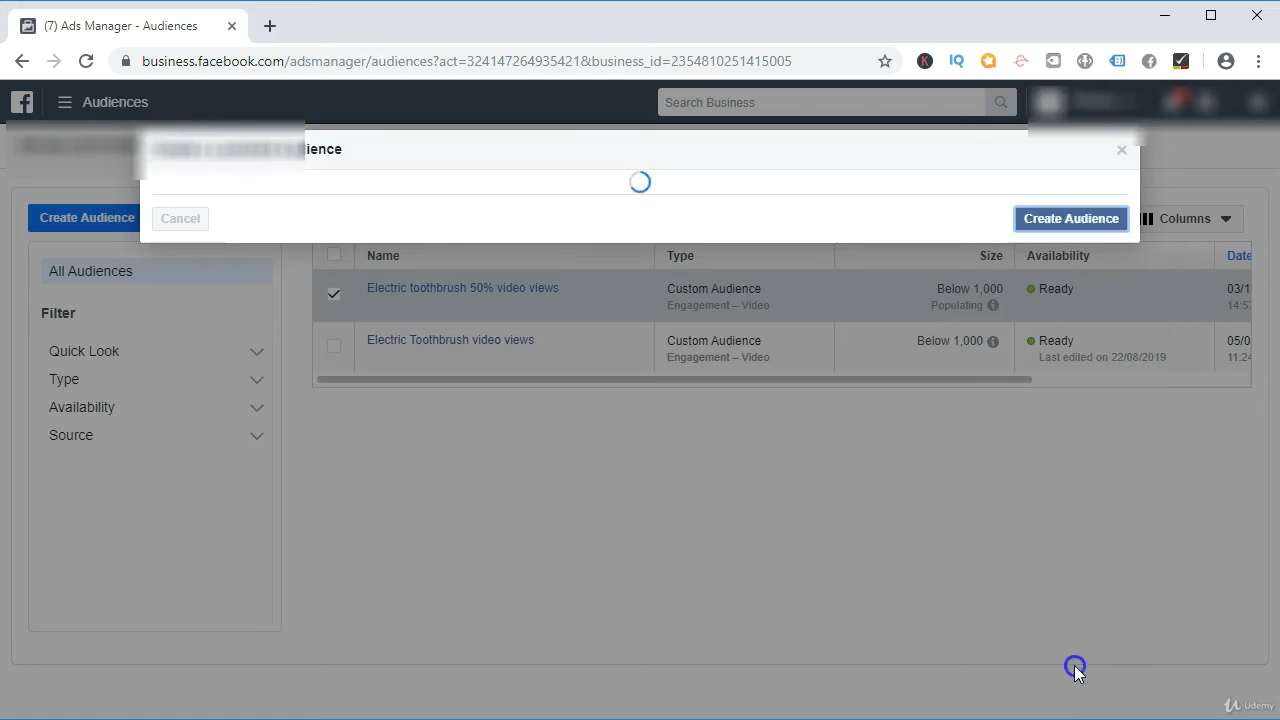 (7) Ads Manager - Audiences
business.facebook.com/adsmanager/audiences?act=324147264935421&business_id=2354810251415005
Audiences
Search Business
ience
Cancel
Create Audience
Create Audience
Columns
All Audiences
Filter
Quick Look
Type
Availability
Source
Name Type Size Availability Date
Electric toothbrush 50% video views Custom Audience Below 1,000 Ready 03/1
Engagement – Video Populating 14:57
Electric Toothbrush video views Custom Audience Below 1,000 Ready 05/0
Engagement – Video Last edited on 22/08/2019 11:24
Udemy